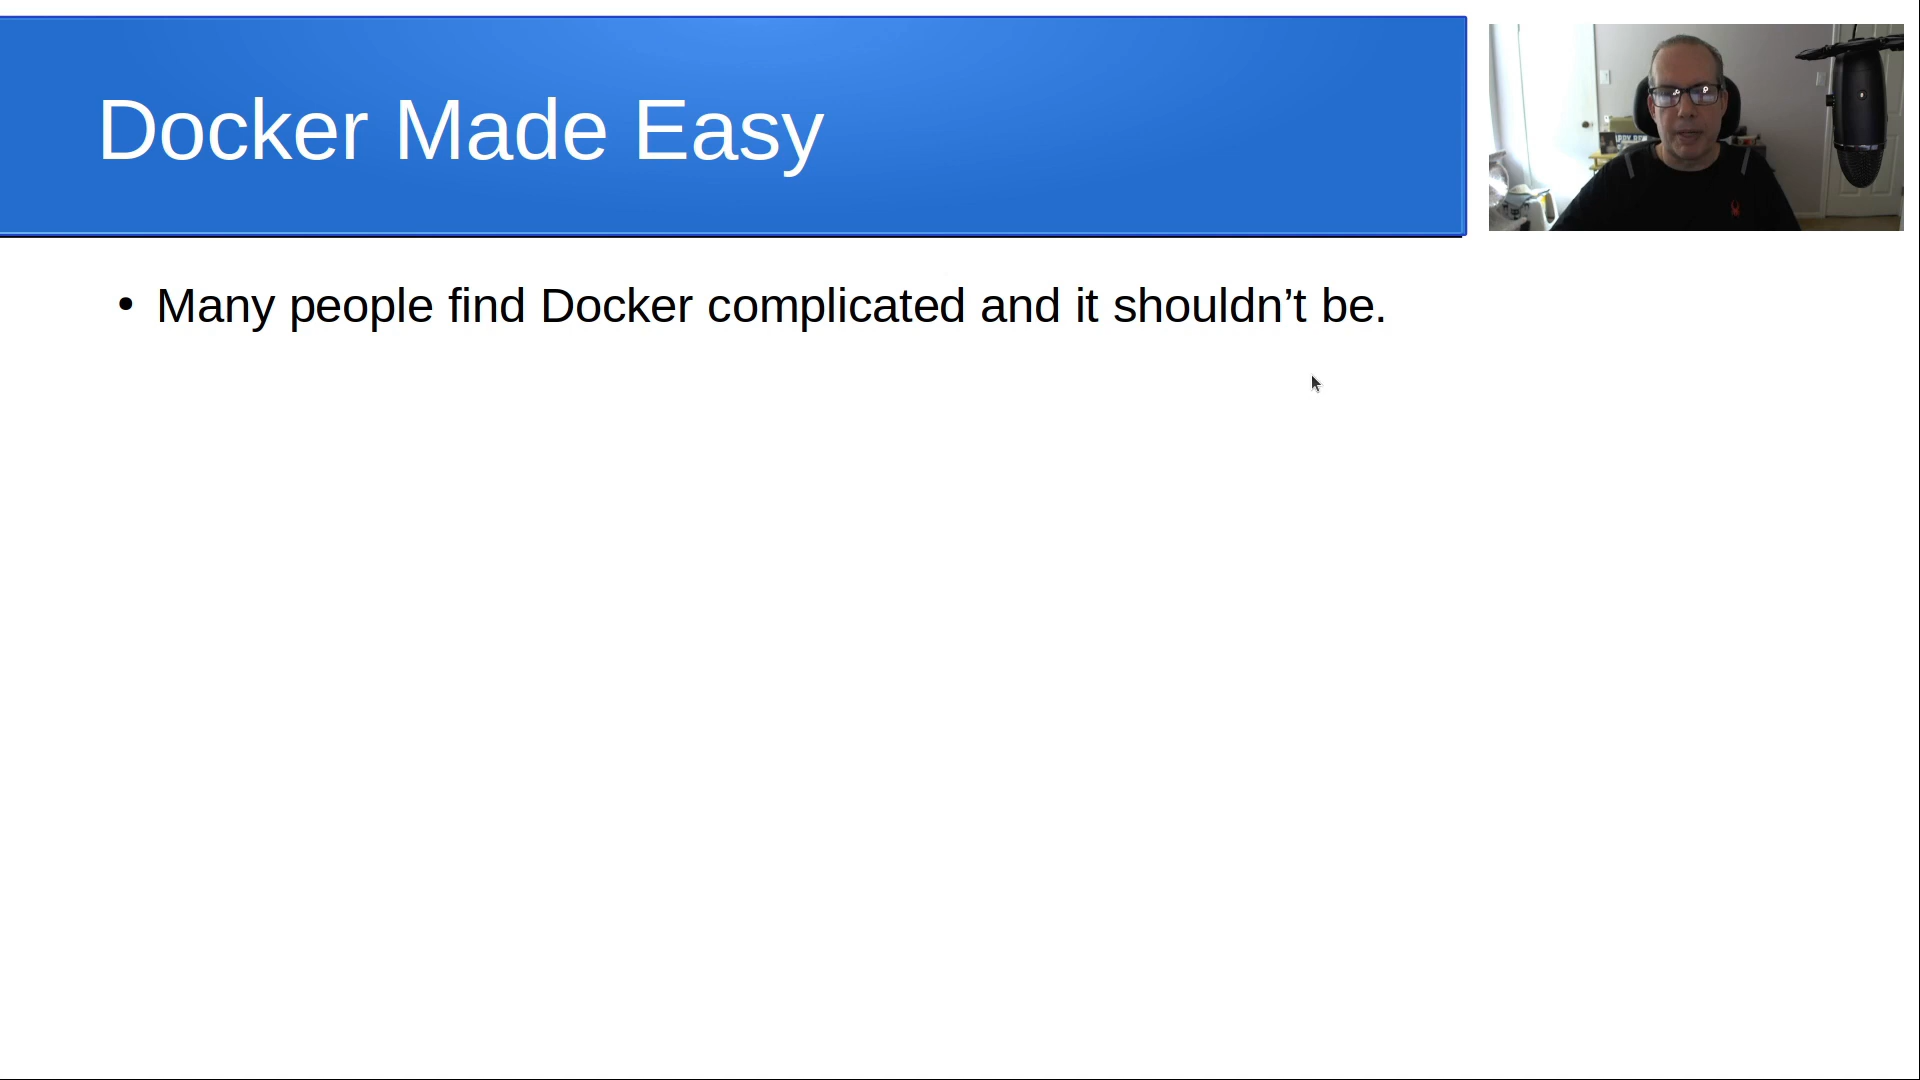 Docker Made Easy
• Many people find Docker complicated and it shouldn’t be.